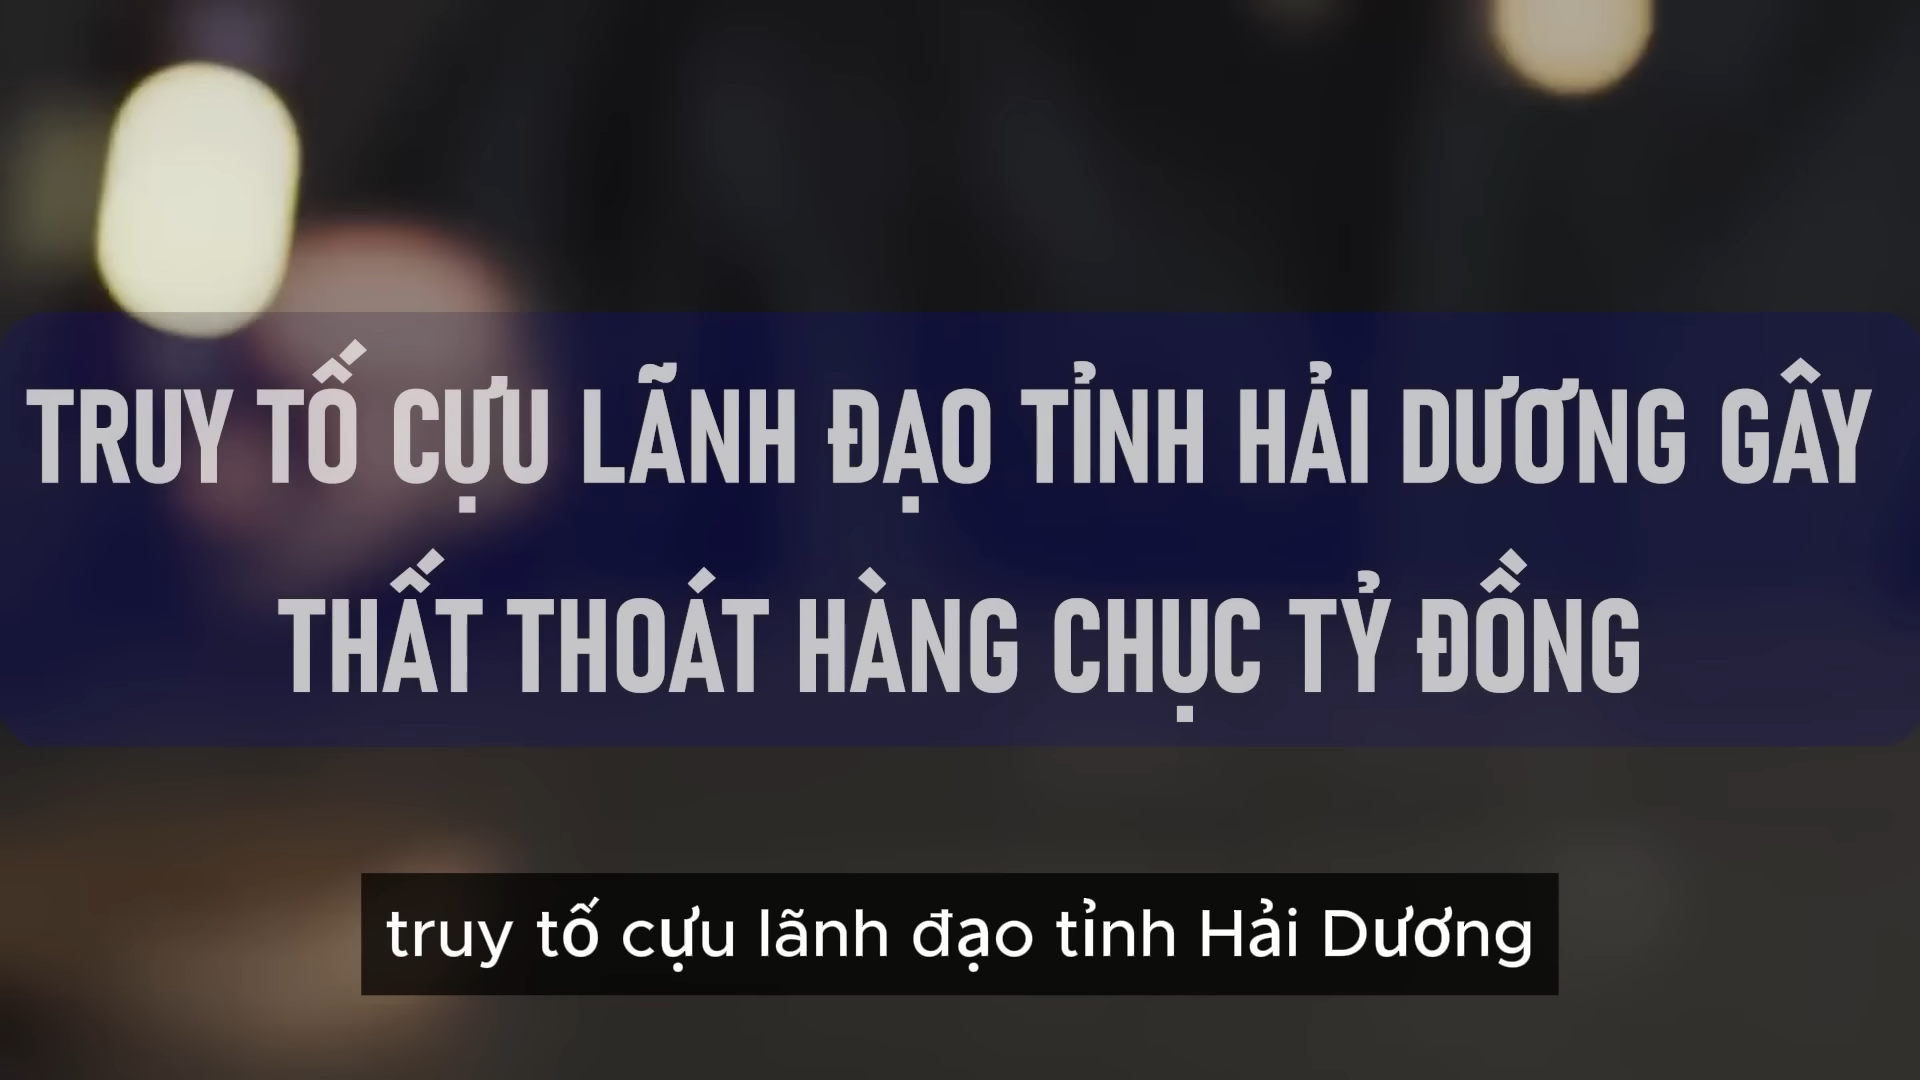 TRUY TỐ CỰU LÃNH ĐẠO TỈNH HẢI DƯƠNG GÂY
THẤT THOÁT HÀNG CHỤC TỶ ĐỒNG
truy tố cựu lãnh đạo tỉnh Hải Dương